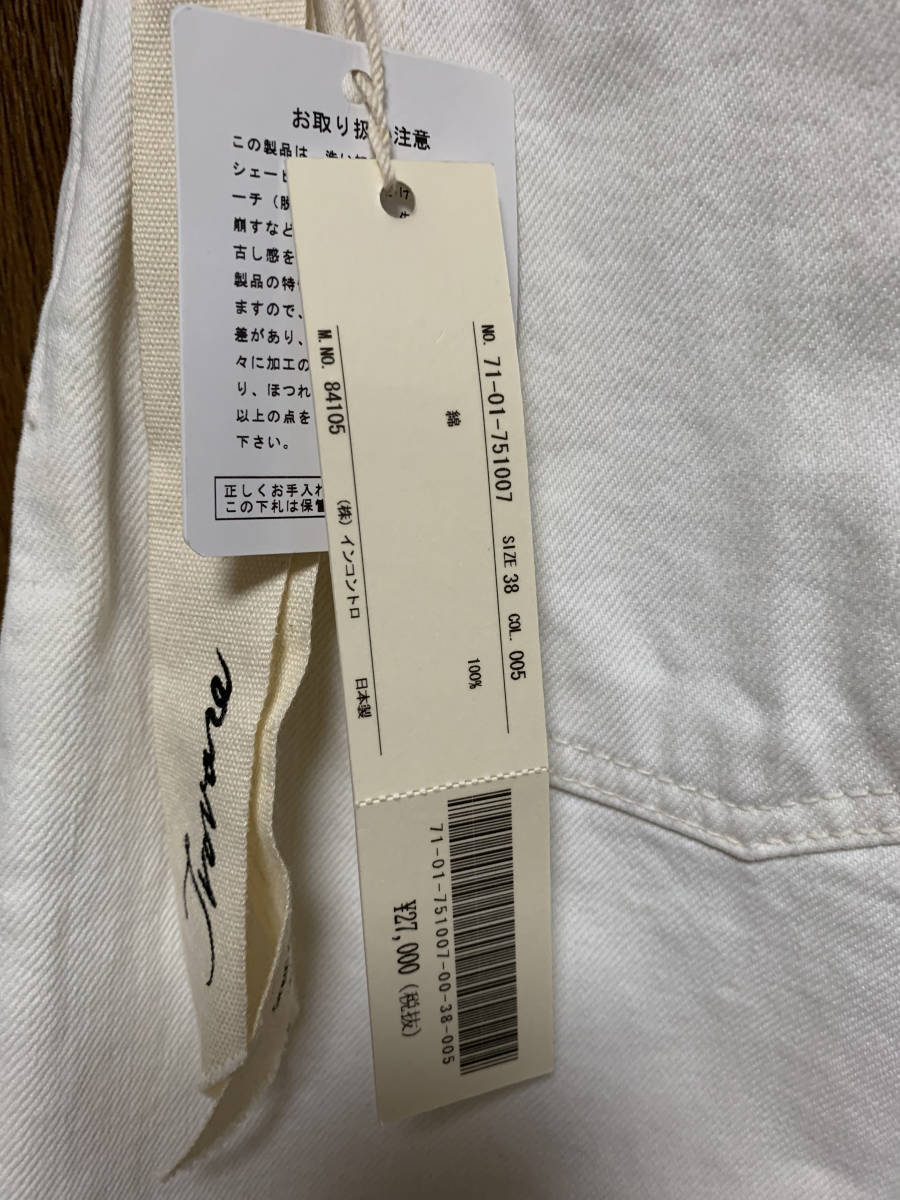 お取り扱 注意
この製品は、洗い
シェービ
ーチ（脱
崩すなど
古し感を
製品の特
ますので、
差があり、
々に加工の
り、ほつれ
以上の点を
下さい。
正しくお手入れ
この下札は保管
NO. 71-01-751007 SIZE 38 COL. 005
綿 100%
M.NO. 84105 (株)インコントロ 日本製
71-01-751007-00-38-005
¥27,000(税抜)